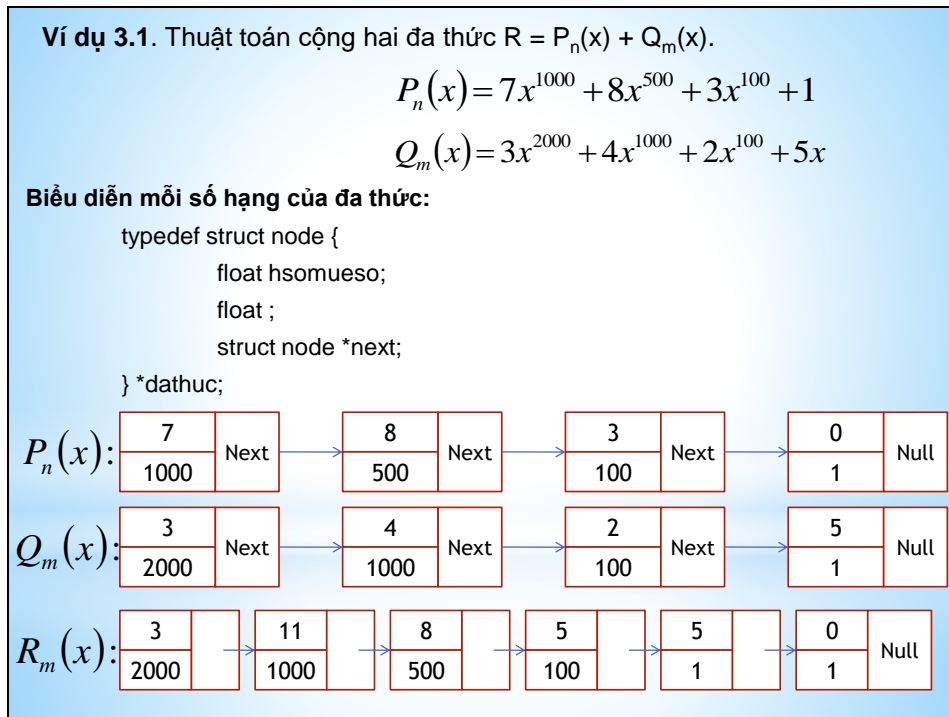 Ví dụ 3.1. Thuật toán cộng hai đa thức R = Pₙ(x) + Qₘ(x).
Pₙ(x) = 7x¹⁰⁰⁰ + 8x⁵⁰⁰ + 3x¹⁰⁰ + 1
Qₘ(x) = 3x²⁰⁰⁰ + 4x¹⁰⁰⁰ + 2x¹⁰⁰ + 5x
Biểu diễn mỗi số hạng của đa thức:
typedef struct node {
float hsomueso;
float ;
struct node *next;
} *dathuc;
Pₙ(x): 7 1000 Next 8 500 Next 3 100 Next 0 1 Null
Qₘ(x): 3 2000 Next 4 1000 Next 2 100 Next 5 1 Null
Rₘ(x): 3 2000 11 1000 8 500 5 100 5 1 0 1 Null